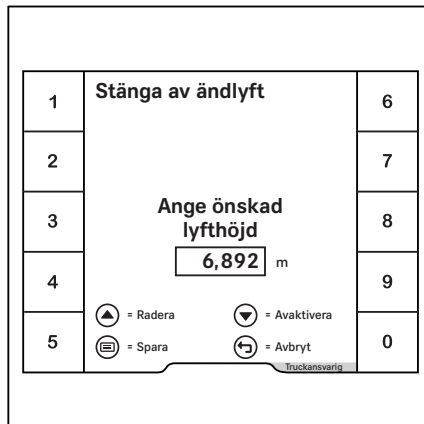 Stänga av ändlyft
1
6
2
7
Ange önskad
lyfthöjd
3
8
6,892 m
4
9
= Radera
= Avaktivera
5
= Spara
= Avbryt
0
Truckansvarig